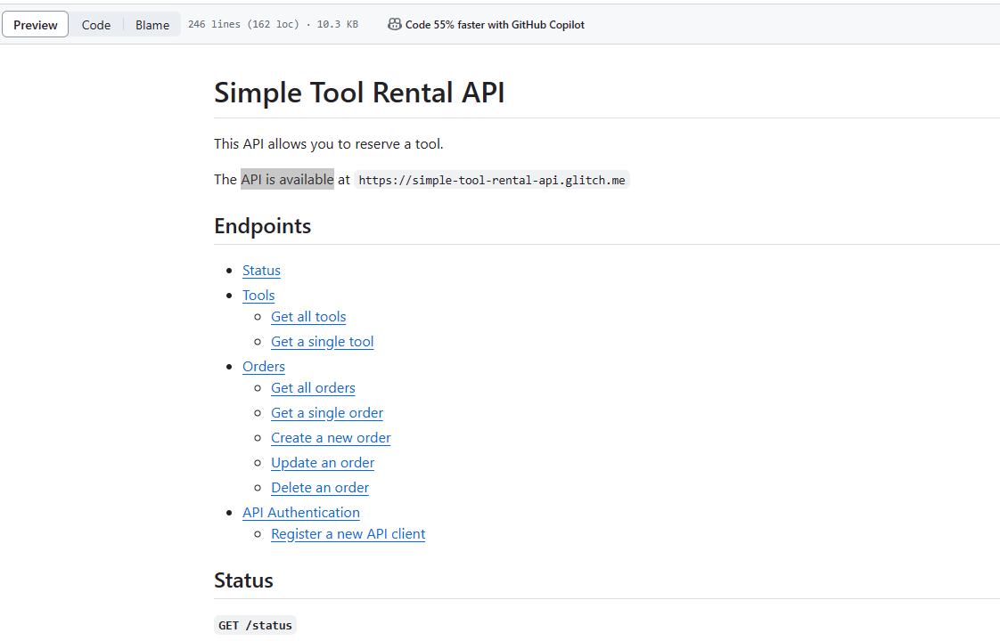 Preview Code Blame 246 lines (162 loc) · 10.3 KB Code 55% faster with GitHub Copilot
Simple Tool Rental API
This API allows you to reserve a tool.
The API is available at https://simple-tool-rental-api.glitch.me
Endpoints
Status
Tools
Get all tools
Get a single tool
Orders
Get all orders
Get a single order
Create a new order
Update an order
Delete an order
API Authentication
Register a new API client
Status
GET /status